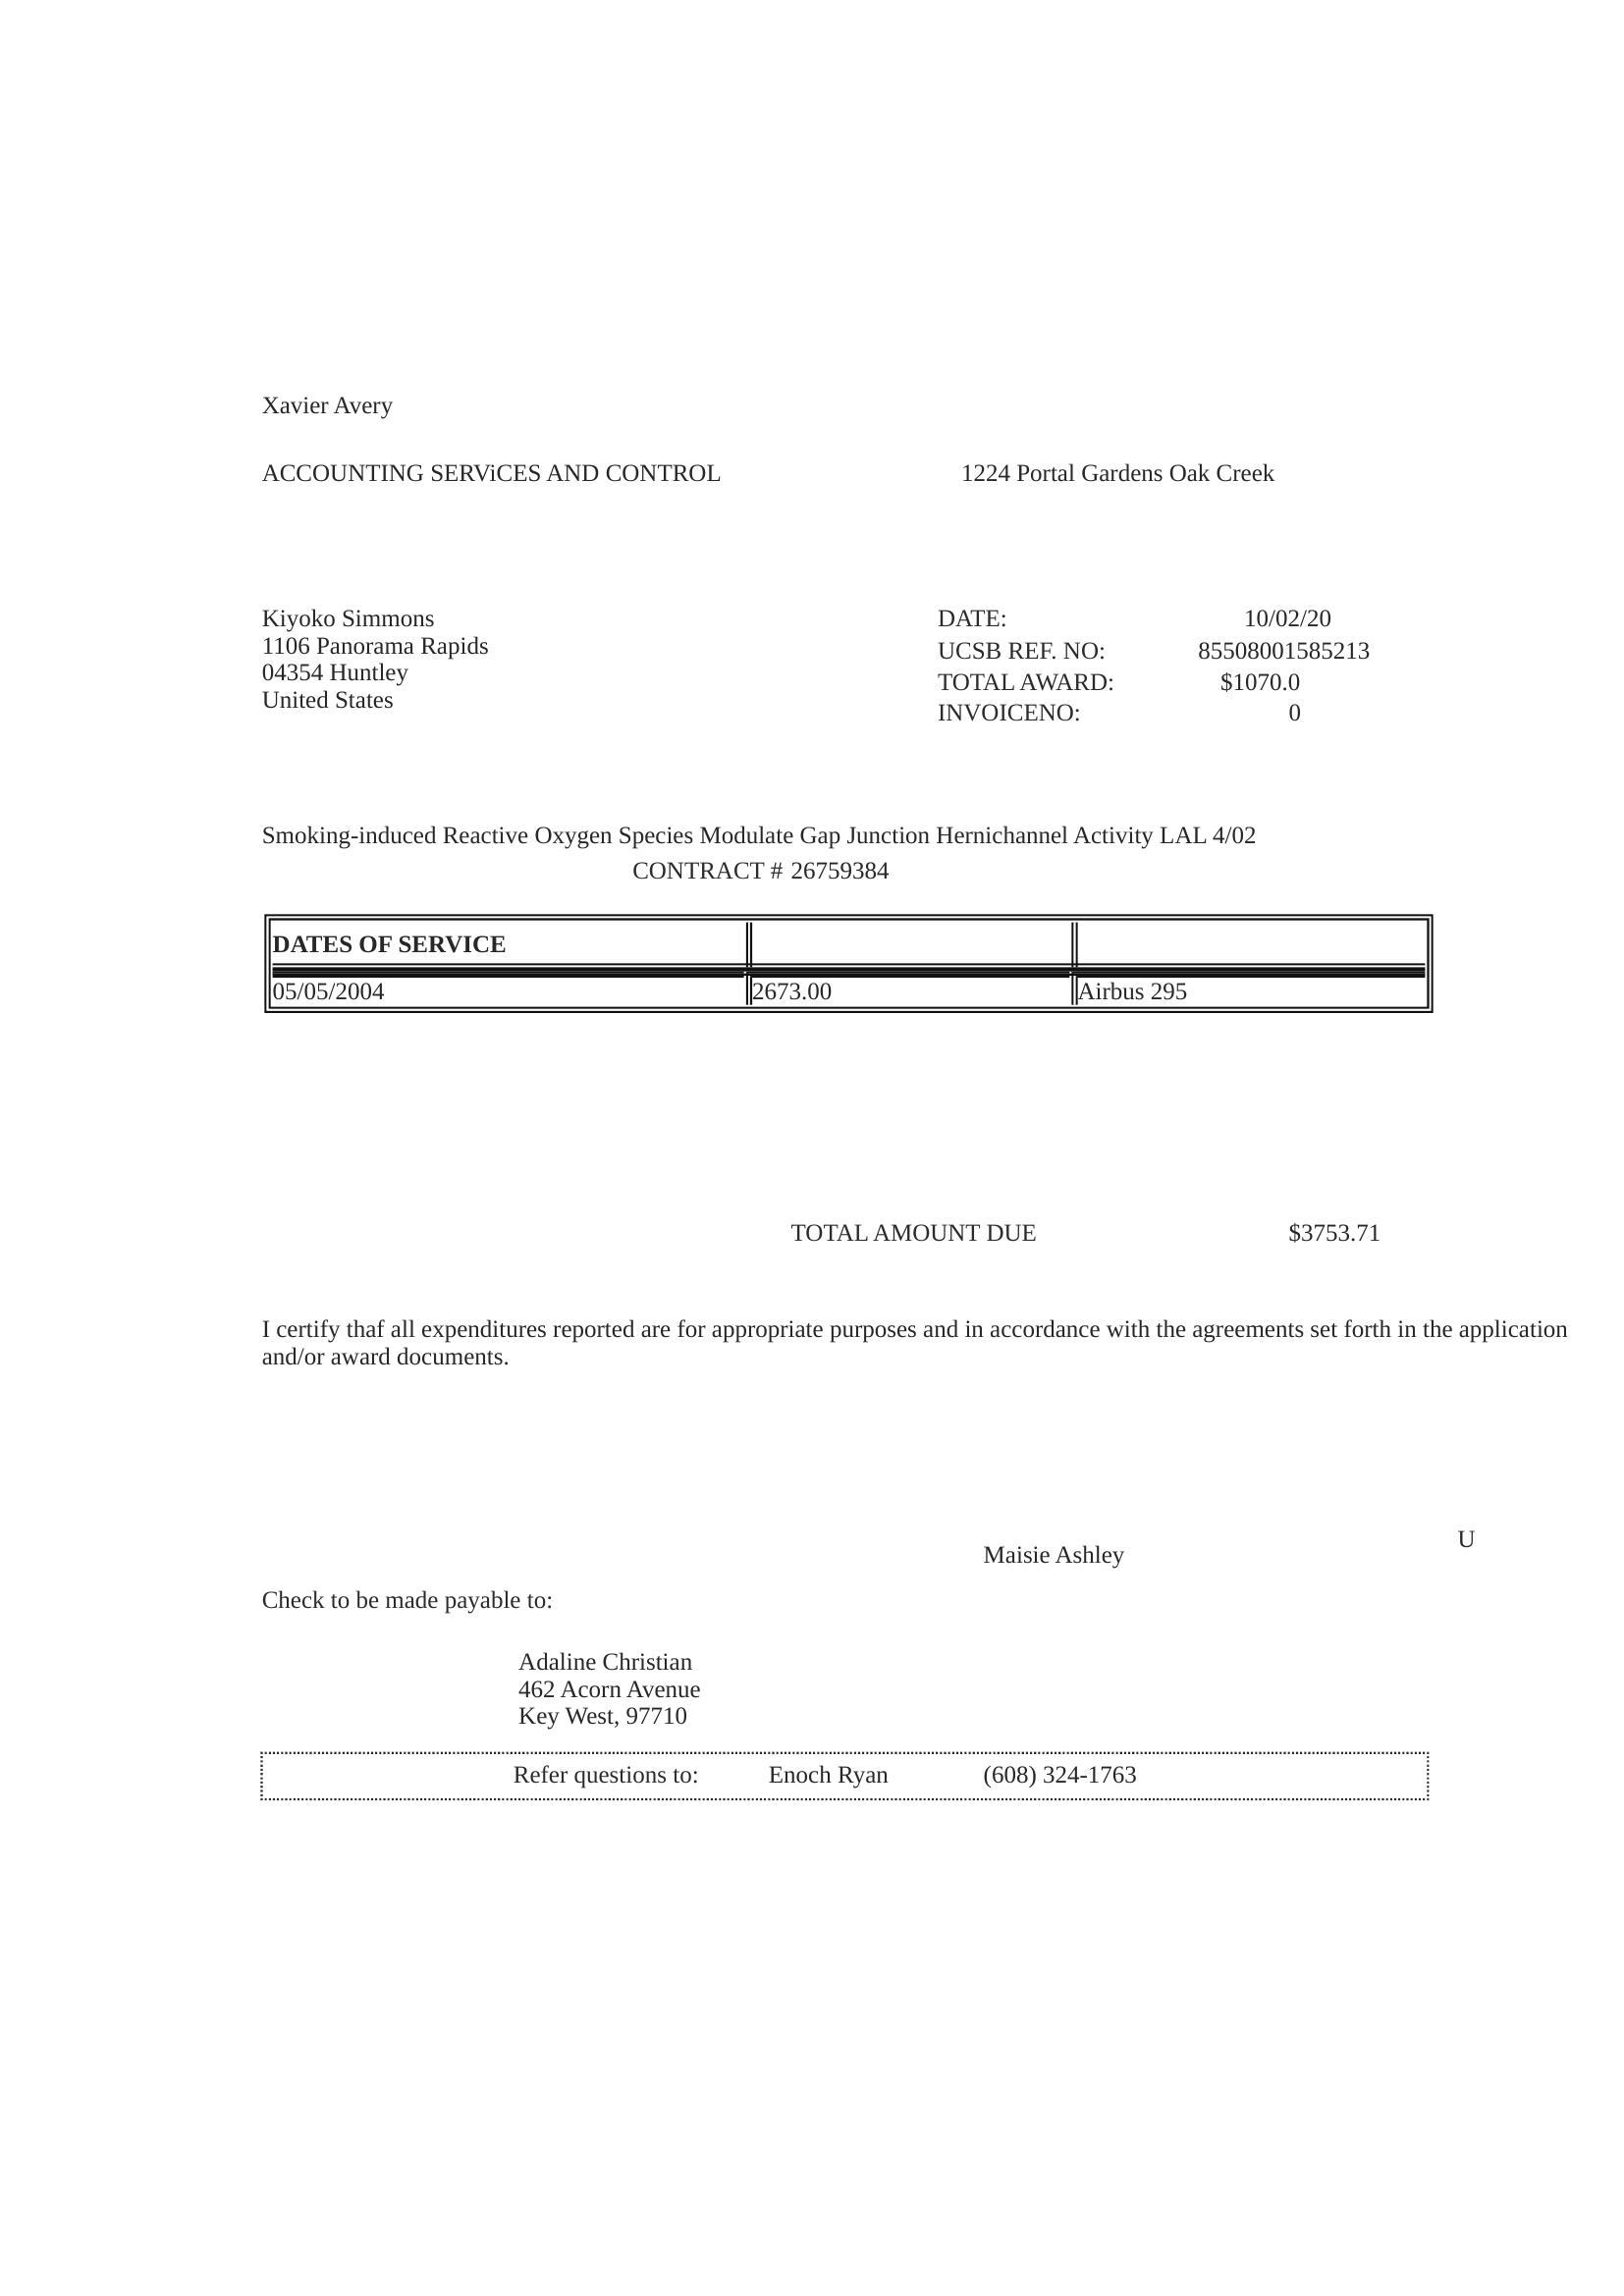 Xavier Avery
ACCOUNTING SERViCES AND CONTROL 1224 Portal Gardens Oak Creek
Kiyoko Simmons
1106 Panorama Rapids
04354 Huntley
United States
DATE: 10/02/20
UCSB REF. NO: 85508001585213
TOTAL AWARD: $1070.0
INVOICENO: 0
Smoking-induced Reactive Oxygen Species Modulate Gap Junction Hernichannel Activity LAL 4/02
CONTRACT # 26759384
DATES OF SERVICE
05/05/2004 2673.00 Airbus 295
TOTAL AMOUNT DUE $3753.71
I certify thaf all expenditures reported are for appropriate purposes and in accordance with the agreements set forth in the application
and/or award documents.
U
Maisie Ashley
Check to be made payable to:
Adaline Christian
462 Acorn Avenue
Key West, 97710
Refer questions to: Enoch Ryan (608) 324-1763